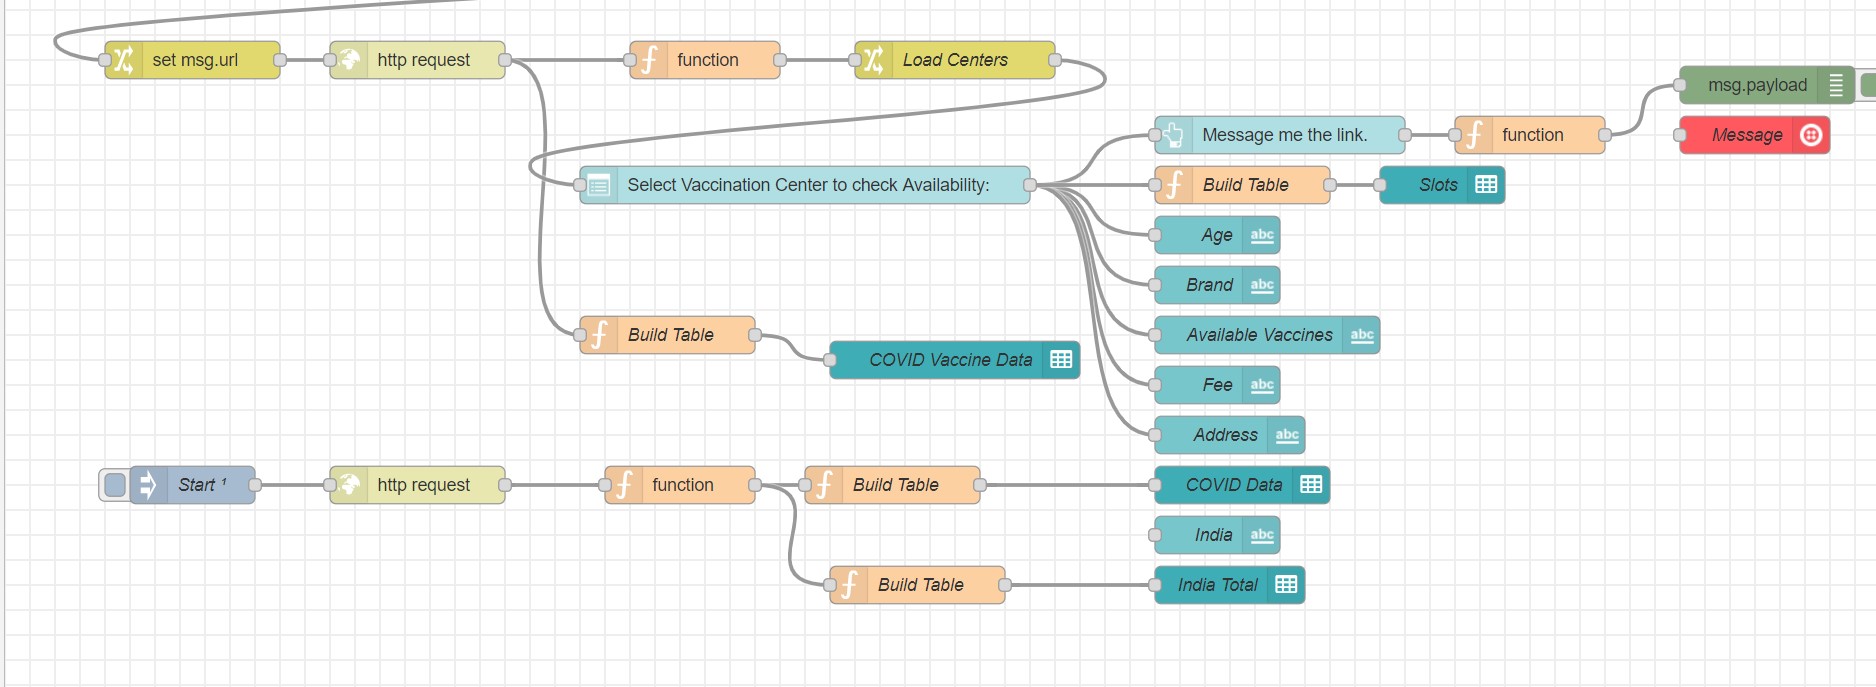 set msg.url
http request
function
Load Centers
msg.payload
Message me the link.
function
Message
Select Vaccination Center to check Availability:
Build Table
Slots
Age
abc
Brand
abc
Build Table
Available Vaccines
abc
COVID Vaccine Data
Fee
abc
Address
abc
Start ¹
http request
function
Build Table
COVID Data
India
abc
Build Table
India Total